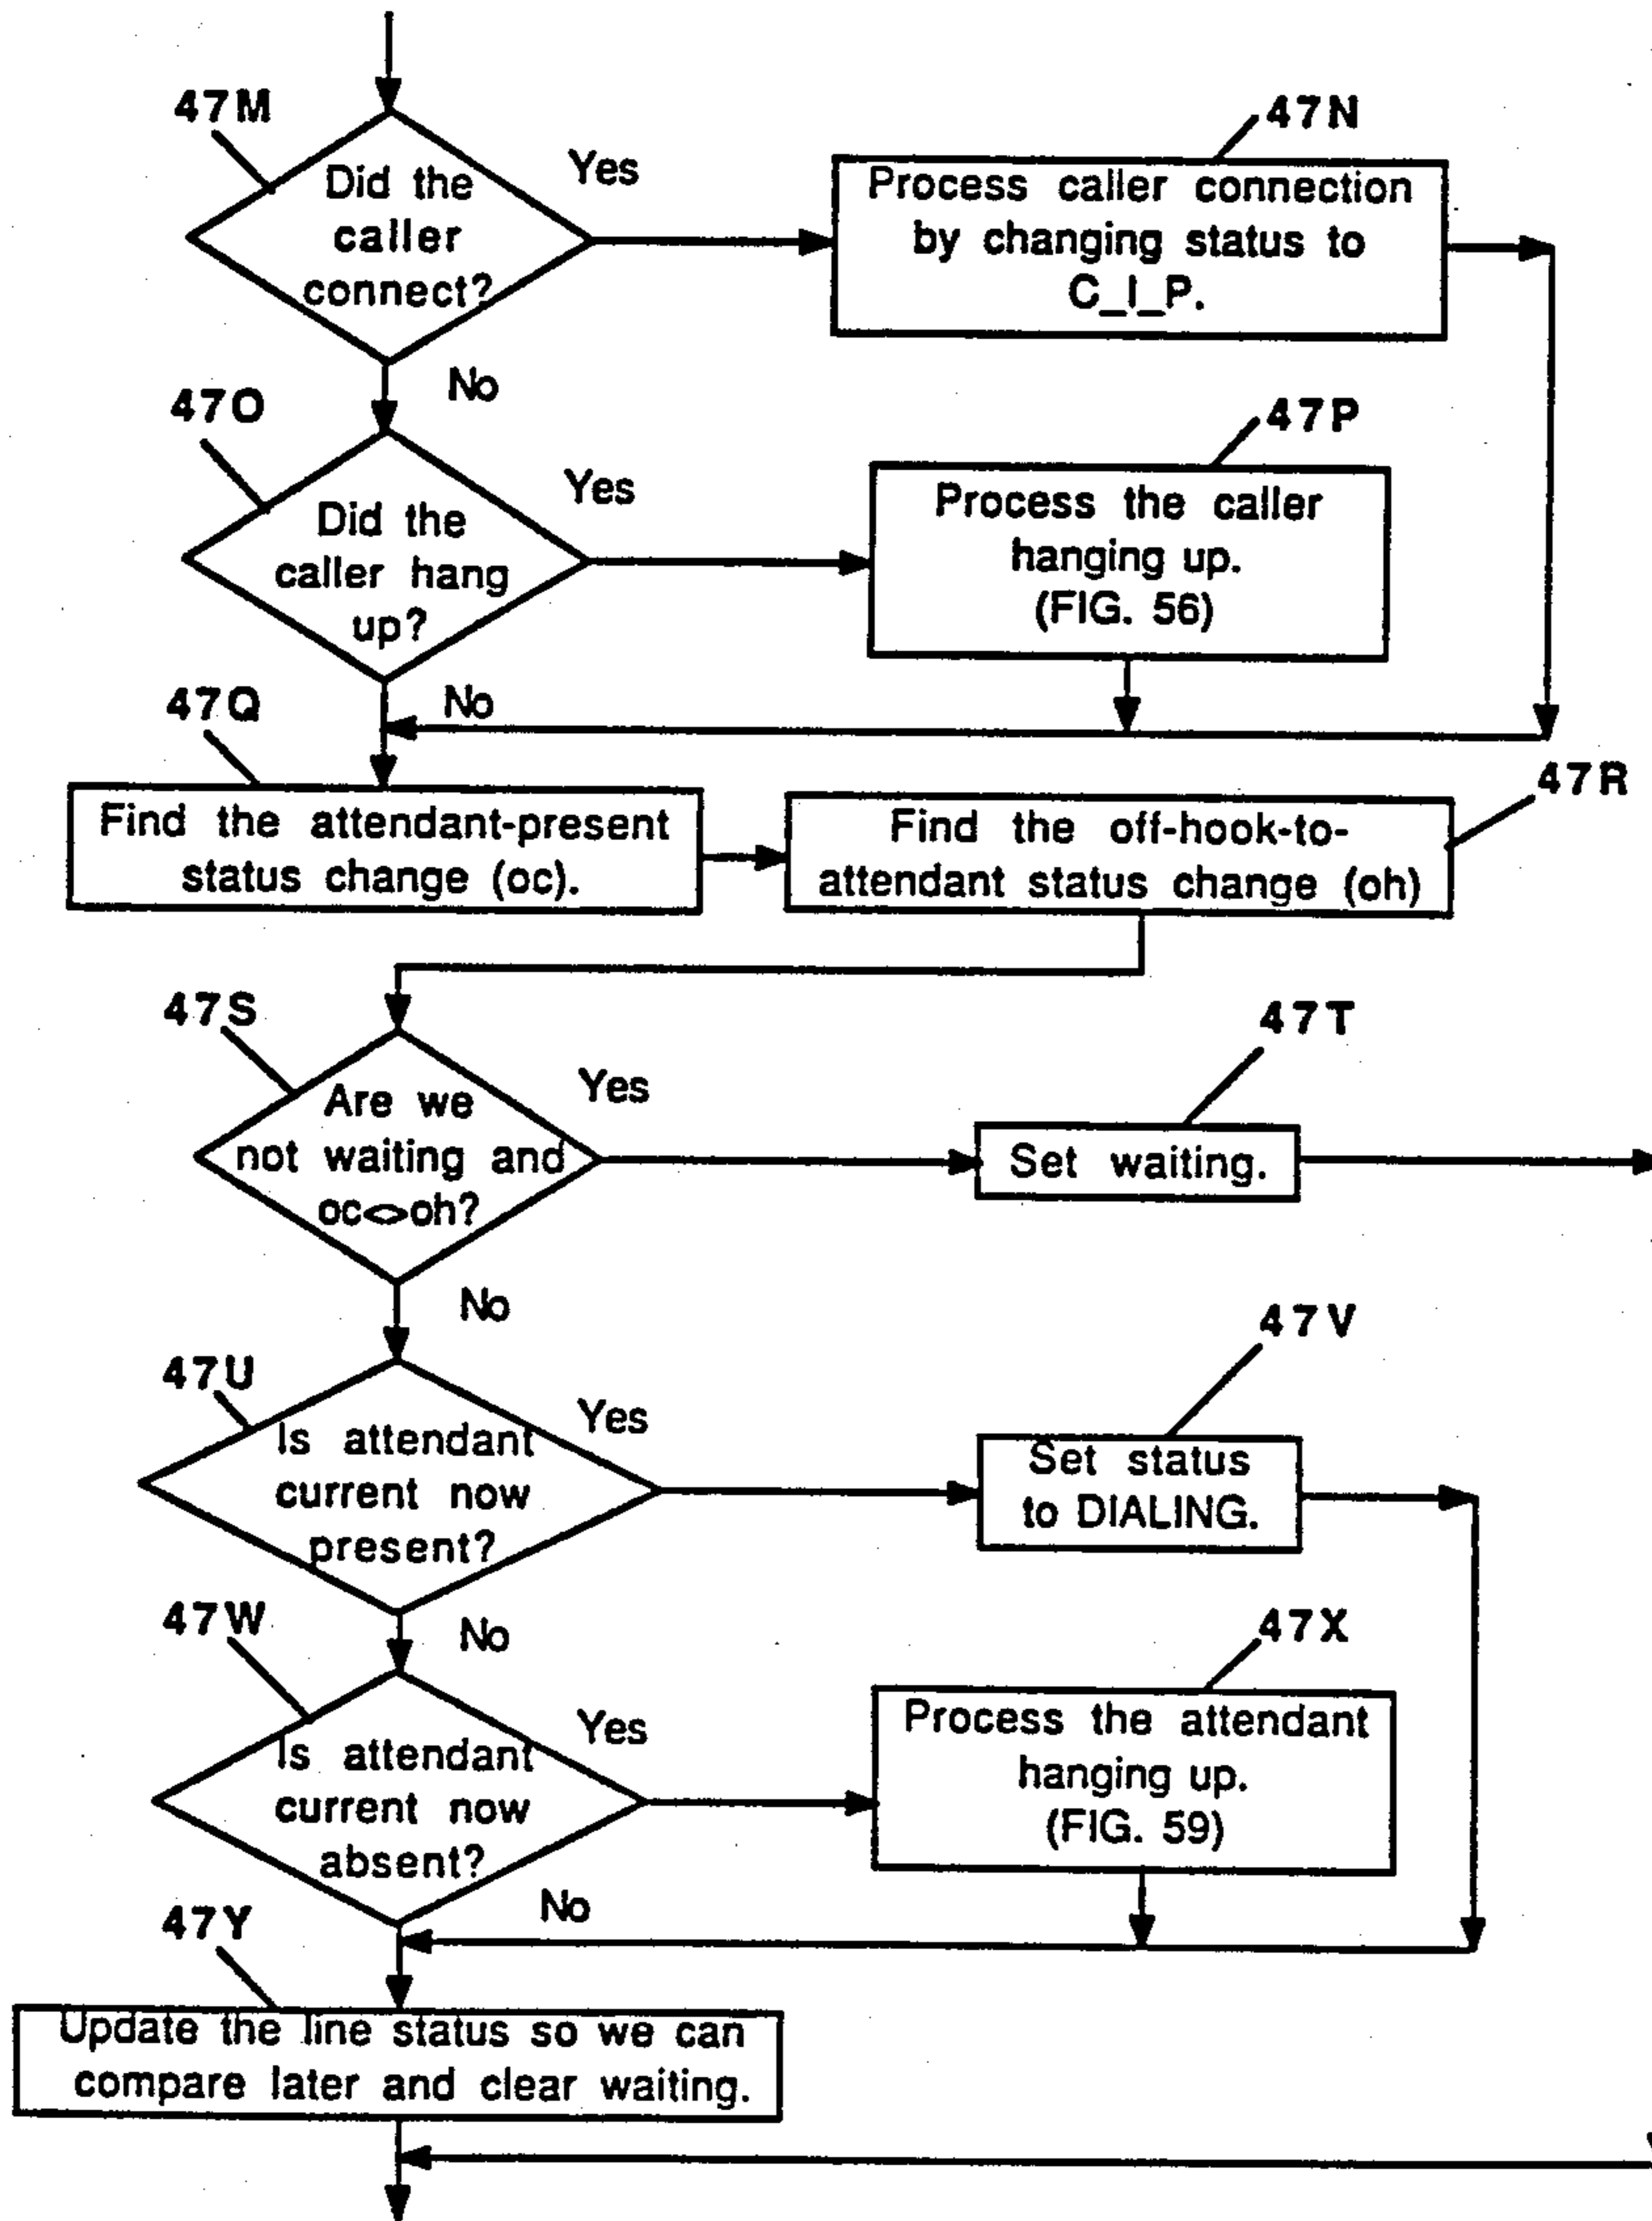 47M
Did the
caller
connect?
Yes
47N
Process caller connection
by changing status to
C_I_P.
No
47O
Did the
caller hang
up?
Yes
47P
Process the caller
hanging up.
(FIG. 56)
No
47Q
Find the attendant-present
status change (oc).
47R
Find the off-hook-to-
attendant status change (oh)
47S
Are we
not waiting and
oc<>oh?
Yes
47T
Set waiting.
No
47U
Is attendant
current now
present?
Yes
47V
Set status
to DIALING.
No
47W
Is attendant
current now
absent?
Yes
47X
Process the attendant
hanging up.
(FIG. 59)
No
47Y
Update the line status so we can
compare later and clear waiting.